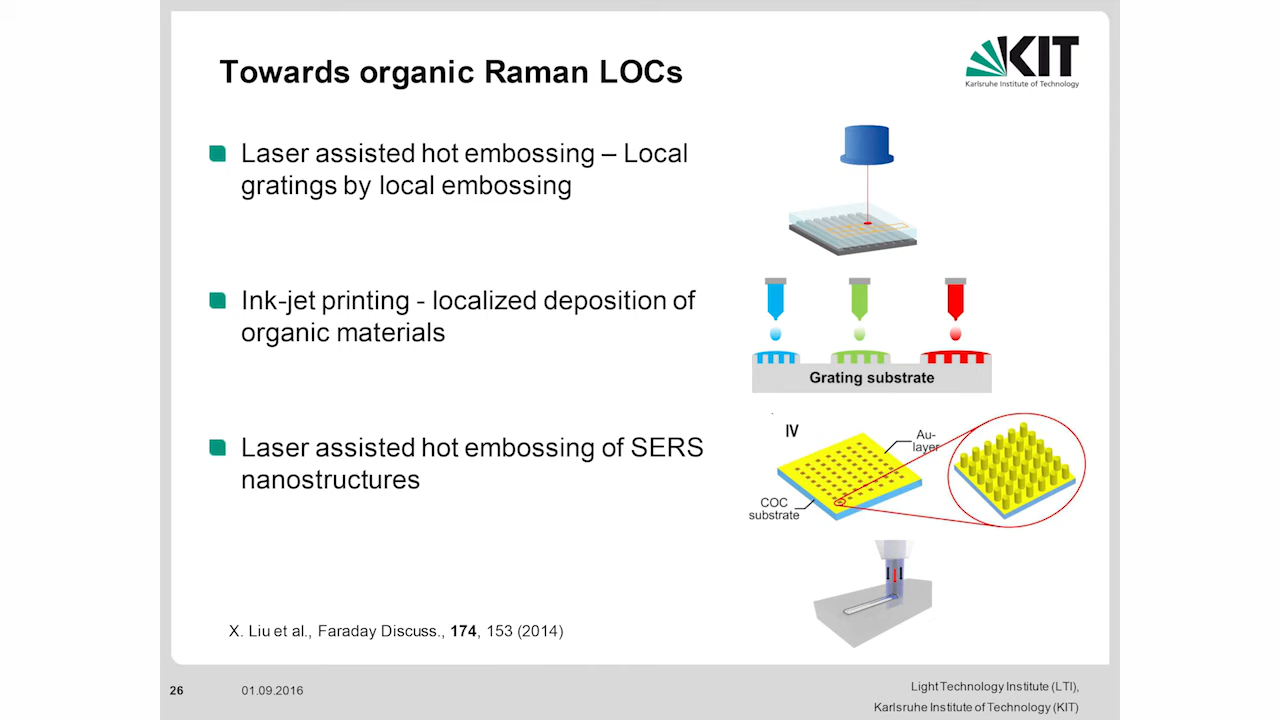 Towards organic Raman LOCs
KIT
Karlsruhe Institute of Technology
Laser assisted hot embossing – Local
gratings by local embossing
Ink-jet printing - localized deposition of
organic materials
Grating substrate
Laser assisted hot embossing of SERS
nanostructures
IV
Au-
layer
COC
substrate
X. Liu et al., Faraday Discuss., 174, 153 (2014)
26
01.09.2016
Light Technology Institute (LTI),
Karlsruhe Institute of Technology (KIT)